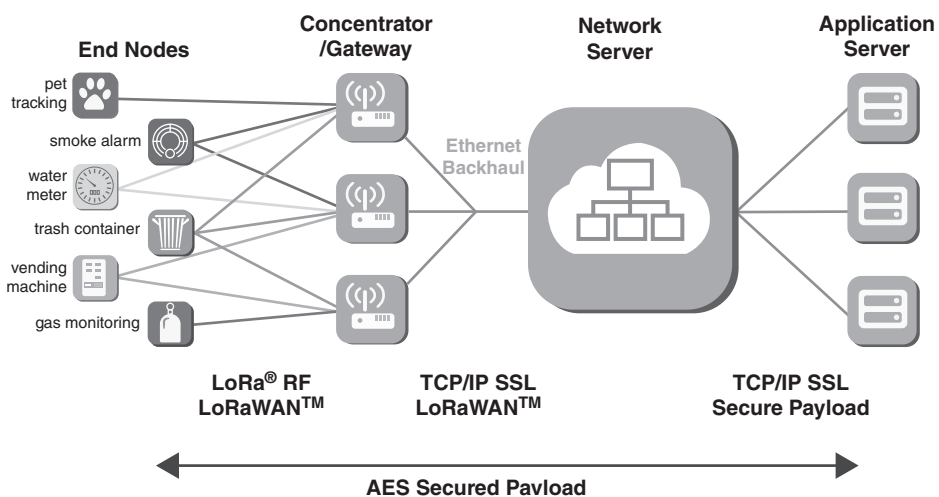 End Nodes
Concentrator
/Gateway
Network
Server
Application
Server
pet
tracking
smoke alarm
water
meter
trash container
vending
machine
gas monitoring
Ethernet
Backhaul
LoRa® RF
LoRaWAN™
TCP/IP SSL
LoRaWAN™
TCP/IP SSL
Secure Payload
AES Secured Payload